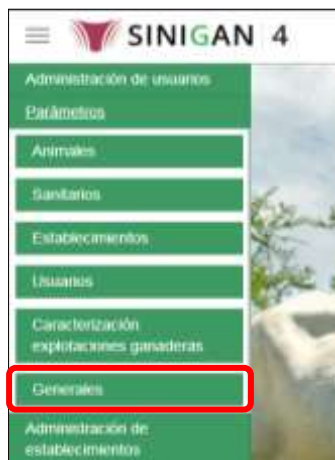 SINIGAN 4
Administración de usuarios
Parámetros
Animales
Sanitarios
Establecimientos
Usuarios
Caracterización
explotaciones ganaderas
Generales
Administración de
establecimientos